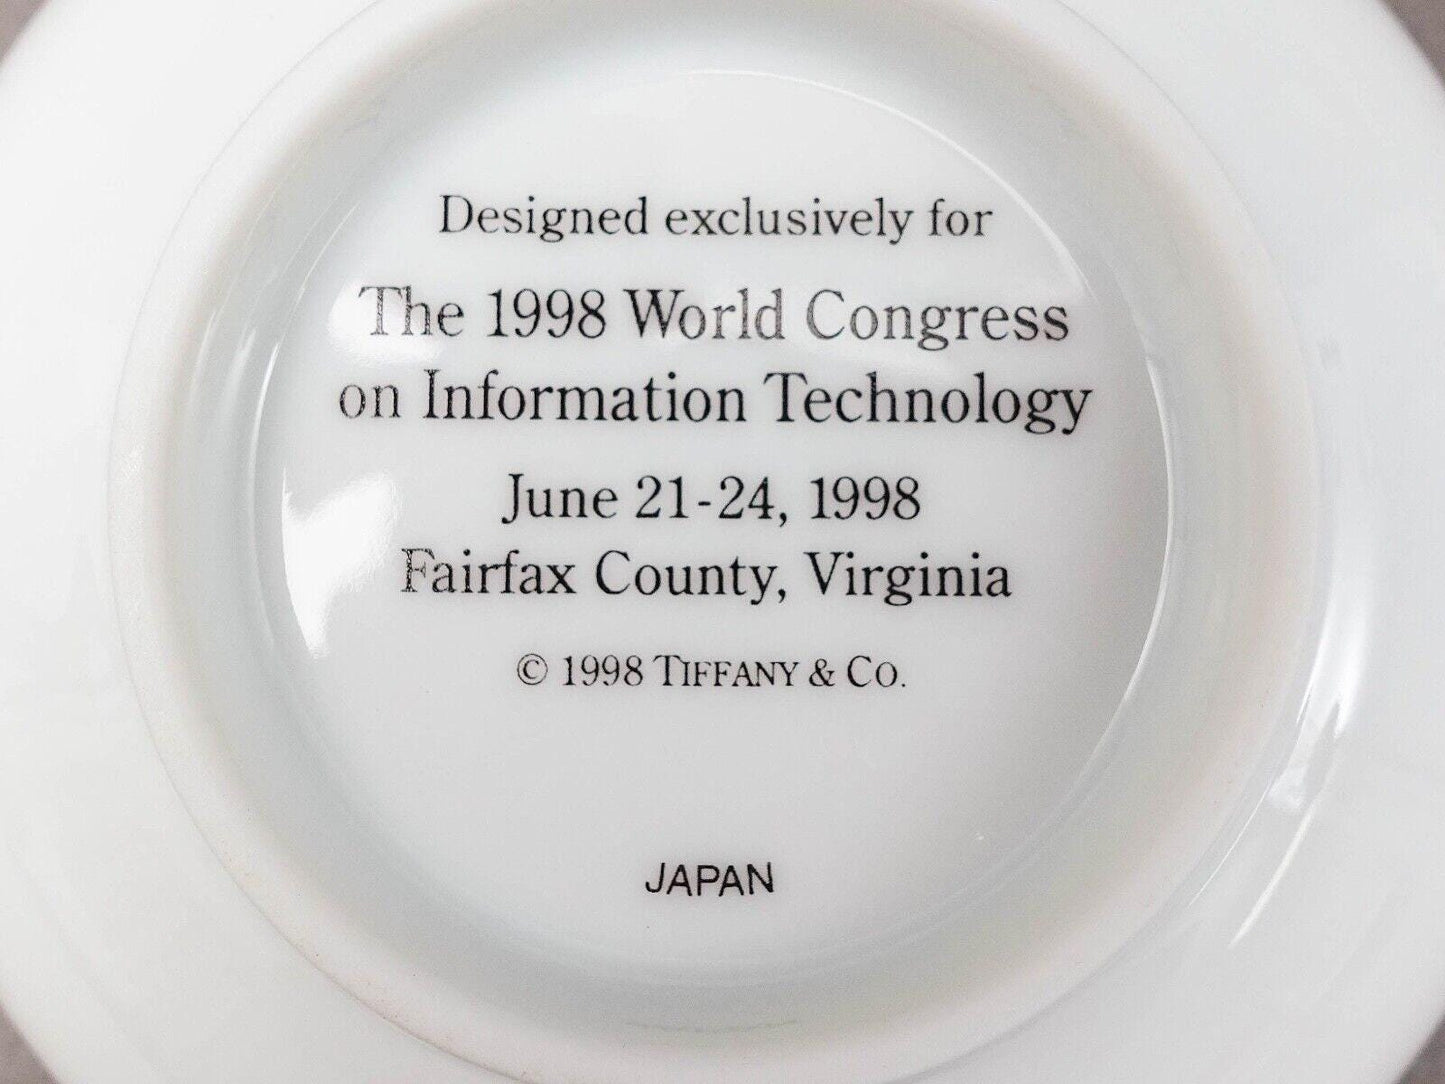 Designed exclusively for
The 1998 World Congress
on Information Technology
June 21-24, 1998
Fairfax County, Virginia
© 1998 TIFFANY & CO.
JAPAN